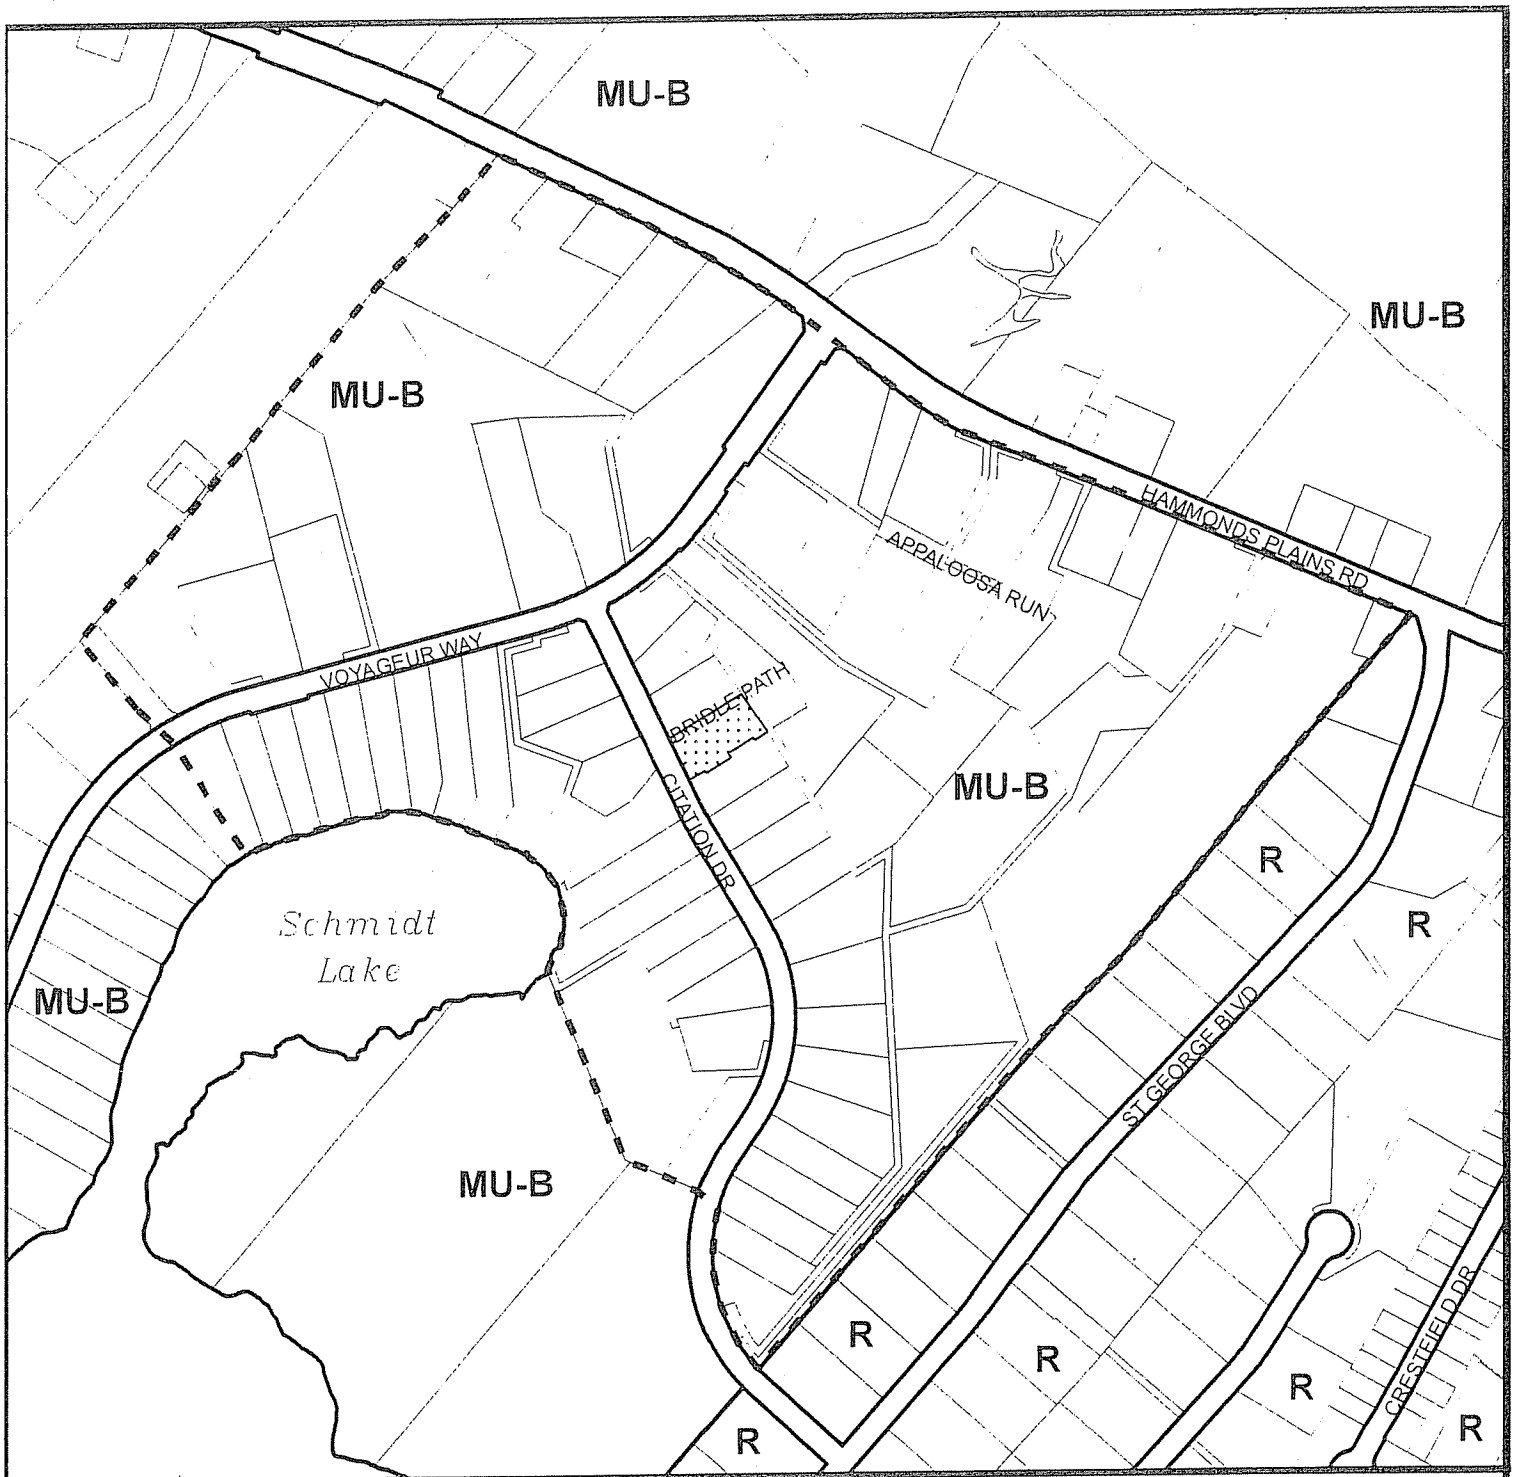 MU-B
MU-B
MU-B
HAMMONDS PLAINS RD
APPALOOSA RUN
VOYAGEUR WAY
BRIDLE PATH
MU-B
CITATION DR
R
Schmidt
Lake
R
MU-B
ST GEORGE BLVD
MU-B
CRESTFIELD DR
R
R
R
R
R